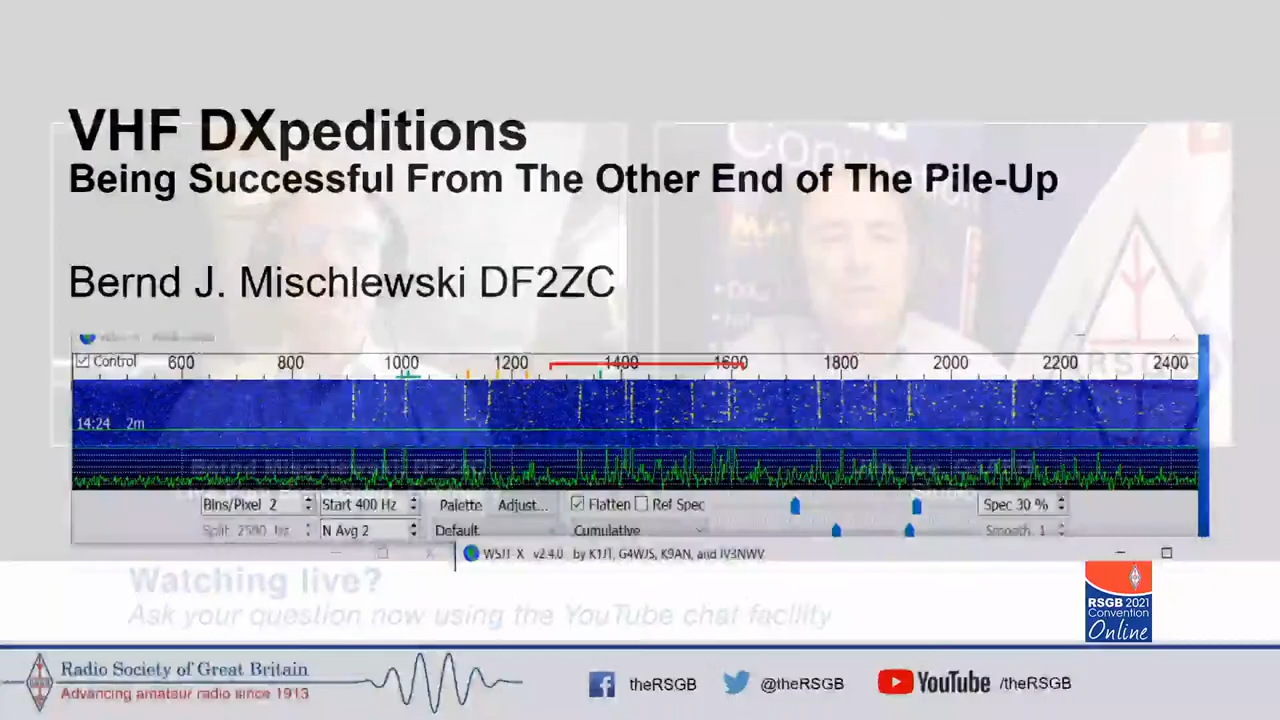 VHF DXpeditions
Being Successful From The Other End of The Pile-Up
Bernd J. Mischlewski DF2ZC
Control 600 800 1000 1200 1400 1600 1800 2000 2200 2400
14:24 2m
Bins/Pixel 2 Start 400 Hz Palette Adjust... Flatten Ref Spec Spec 30 %
Split 2500 Hz N Avg 2 Default Cumulative Smooth 1
WSJT-X v2.4.0 by K1JT, G4WJS, K9AN, and IV3NWV
Watching live?
Ask your question now using the YouTube chat facility
RSGB 2021
Convention
Online
Radio Society of Great Britain
Advancing amateur radio since 1913
theRSGB @theRSGB YouTube /theRSGB